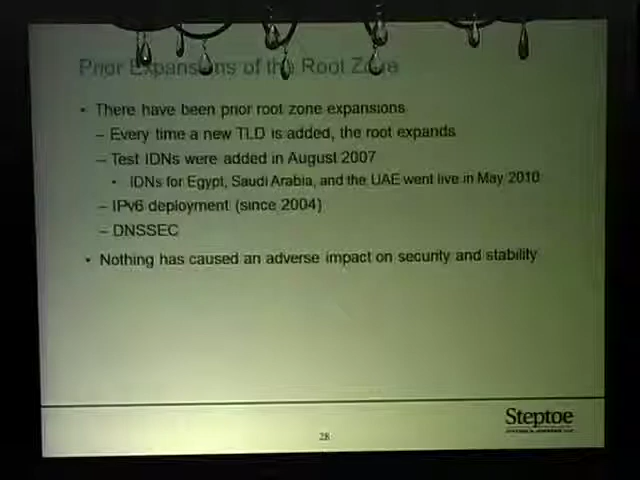 Prior Expansions of the Root Zone
• There have been prior root zone expansions
– Every time a new TLD is added, the root expands
– Test IDNs were added in August 2007
• IDNs for Egypt, Saudi Arabia, and the UAE went live in May 2010
– IPv6 deployment (since 2004)
– DNSSEC
• Nothing has caused an adverse impact on security and stability
Steptoe
28